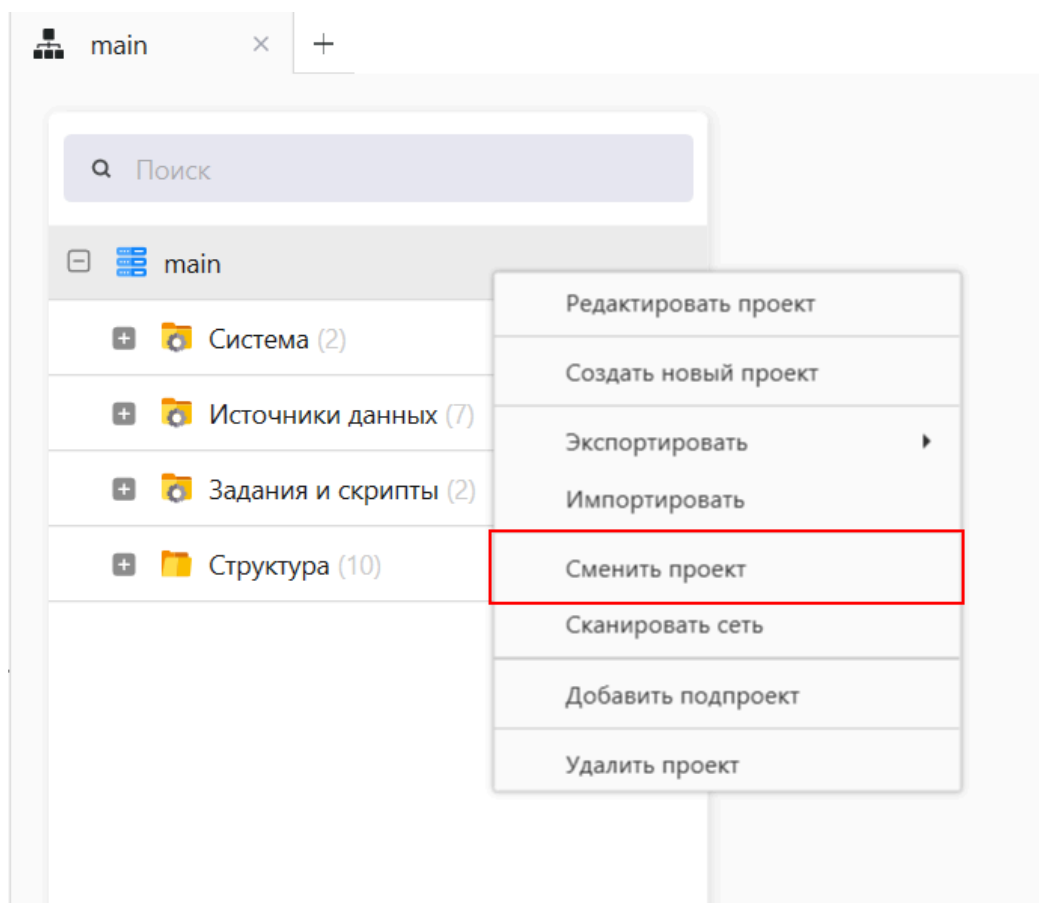 main
Поиск
main
Редактировать проект
Система (2)
Создать новый проект
Источники данных (7)
Экспортировать
Задания и скрипты (2)
Импортировать
Структура (10)
Сменить проект
Сканировать сеть
Добавить подпроект
Удалить проект